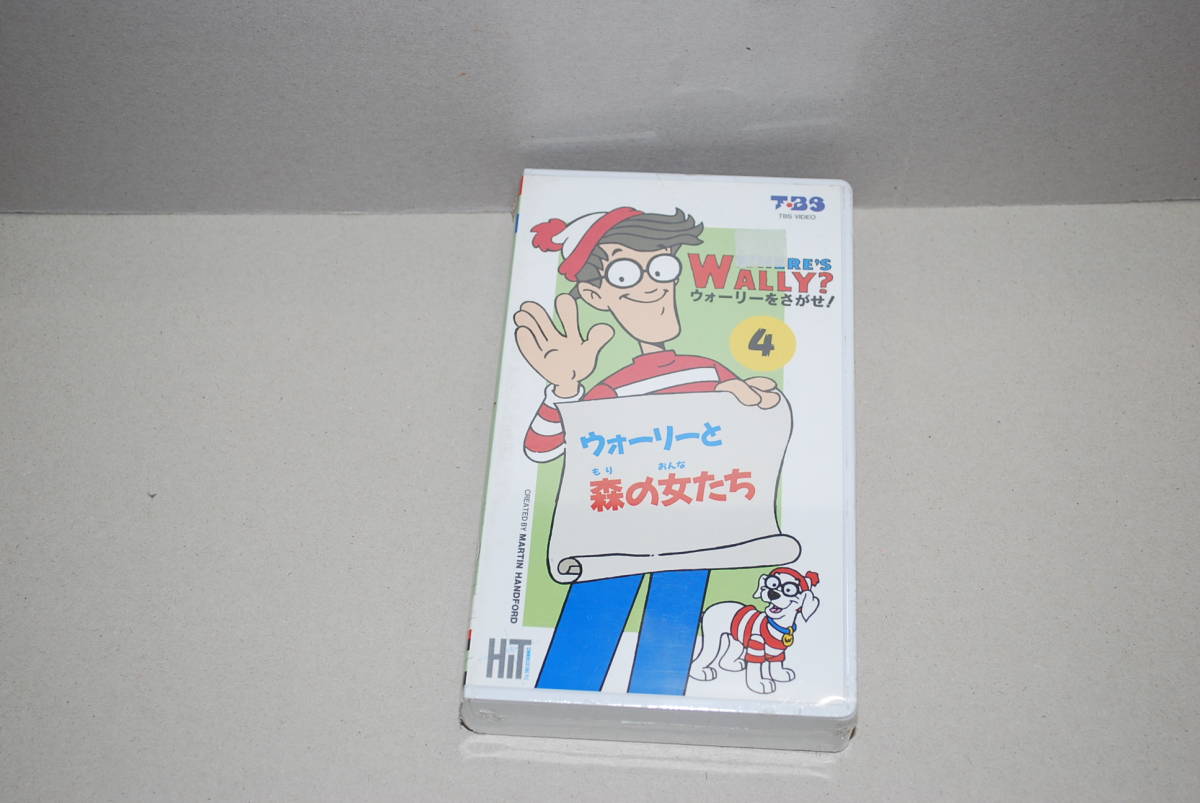 TBS
TBS VIDEO
WHERE'S
WALLY?
ウォーリーをさがせ!
4
ウォーリーと
もり おんな
森の女たち
CREATED BY MARTIN HANDFORD
HiT